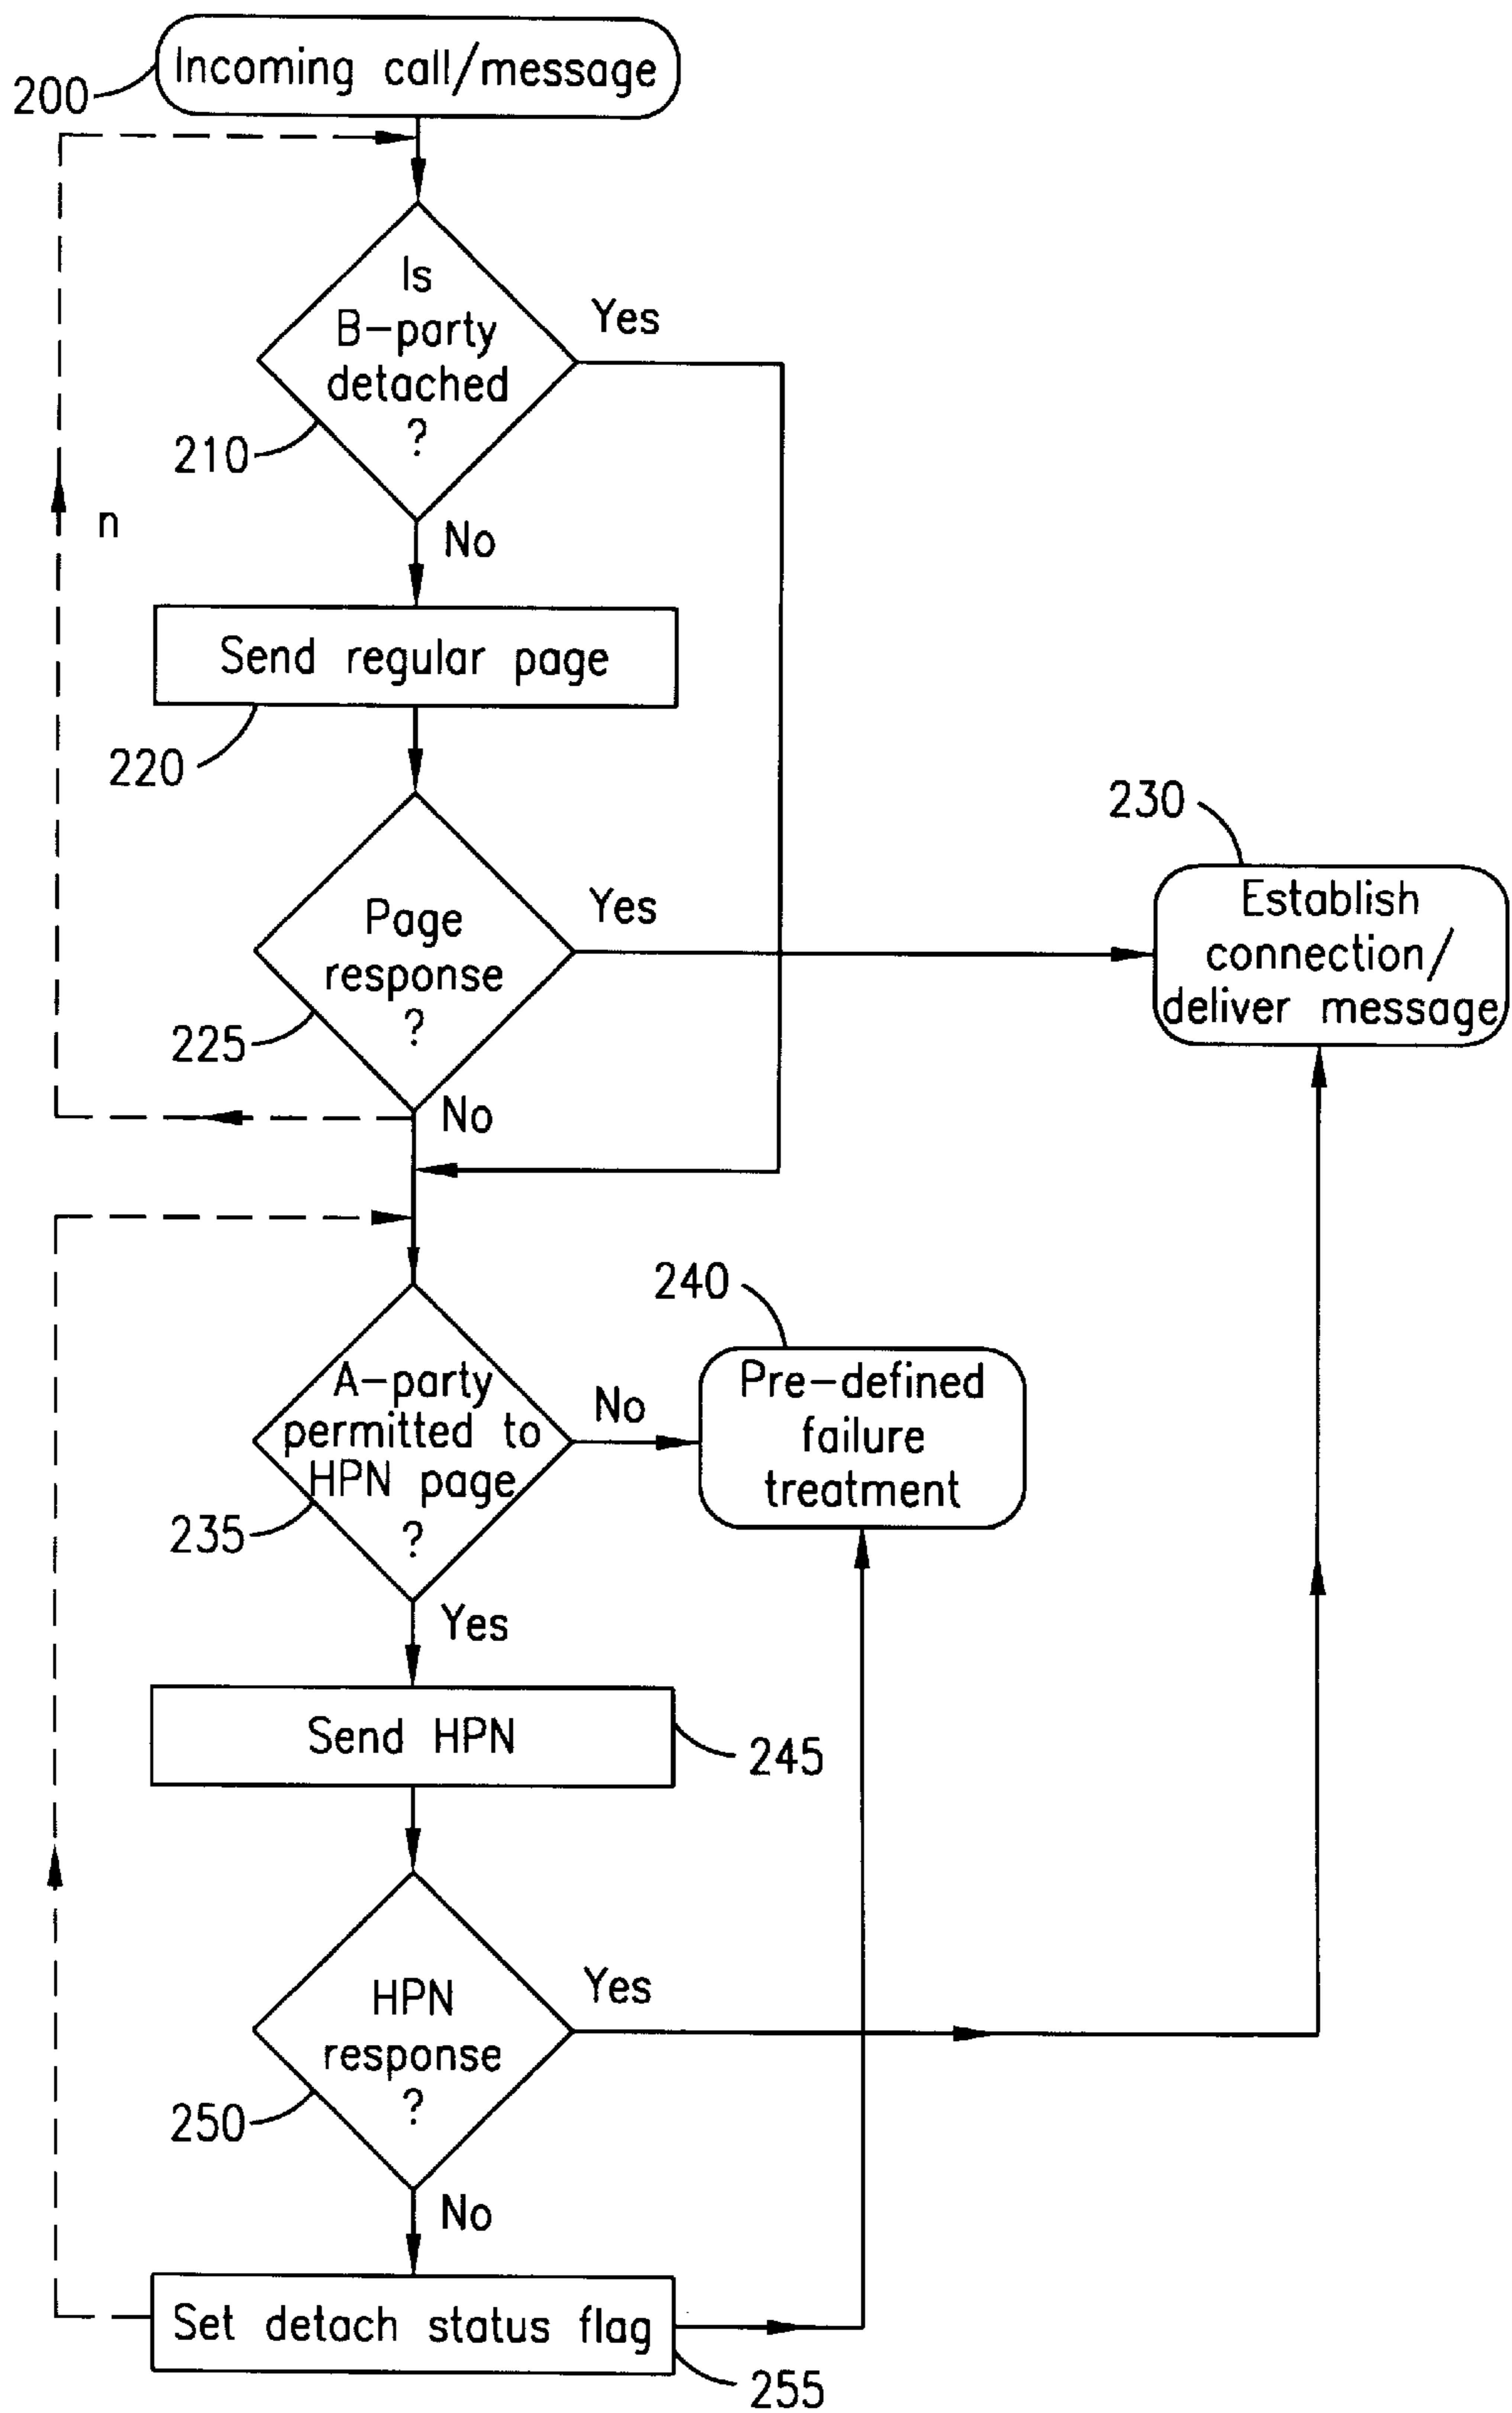 Incoming call/message
200
Is
B-party
detached
?
Yes
210
n
No
Send regular page
220
230
Establish
connection/
deliver message
Page
response
?
Yes
225
No
240
Pre-defined
failure
treatment
A-party
permitted to
HPN page
?
No
235
Yes
Send HPN
245
HPN
response
?
Yes
250
No
Set detach status flag
255